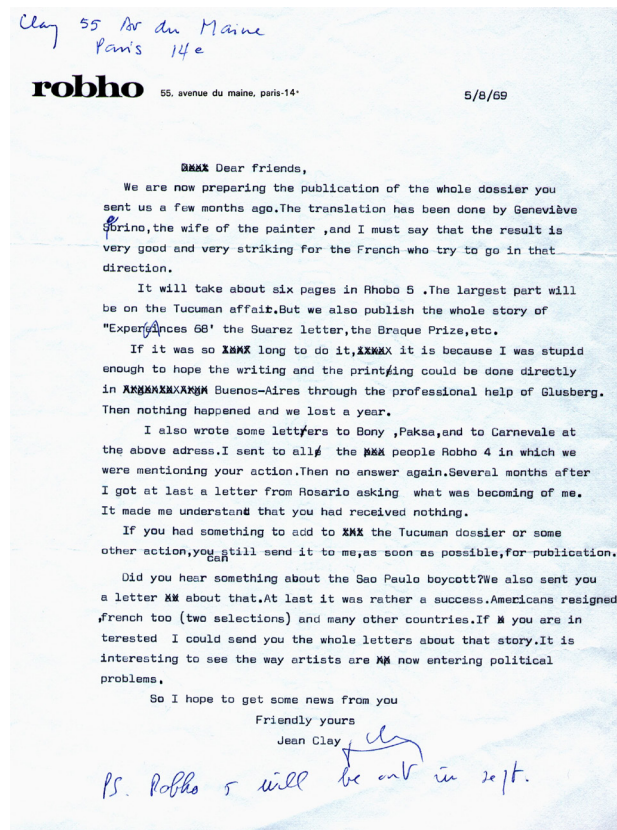 Clay 55 Av du Maine
Paris 14e
robho 55, avenue du maine, paris-14e
5/8/69
Dear friends,
We are now preparing the publication of the whole dossier you
sent us a few months ago.The translation has been done by Geneviève
Sbrino,the wife of the painter ,and I must say that the result is
very good and very striking for the French who try to go in that
direction.
It will take about six pages in Rhobo 5 .The largest part will
be on the Tucuman affair.But we also publish the whole story of
"Experiances 68' the Suarez letter,the Braque Prize,etc.
If it was so long to do it, it is because I was stupid
enough to hope the writing and the printing could be done directly
in Buenos-Aires through the professional help of Glusberg.
Then nothing happened and we lost a year.
I also wrote some letters to Bony ,Paksa,and to Carnevale at
the above adress.I sent to all the people Robho 4 in which we
were mentioning your action.Then no answer again.Several months after
I got at last a letter from Rosario asking what was becoming of me.
It made me understand that you had received nothing.
If you had something to add to the Tucuman dossier or some
other action,you can still send it to me,as soon as possible,for publication.
Did you hear something about the Sao Paulo boycott?We also sent you
a letter about that.At last it was rather a success.Americans resigned
,french too (two selections) and many other countries.If you are in
terested I could send you the whole letters about that story.It is
interesting to see the way artists are now entering political
problems.
So I hope to get some news from you
Friendly yours
Jean Clay
Clay
PS. Robho 5 will be out in sept.